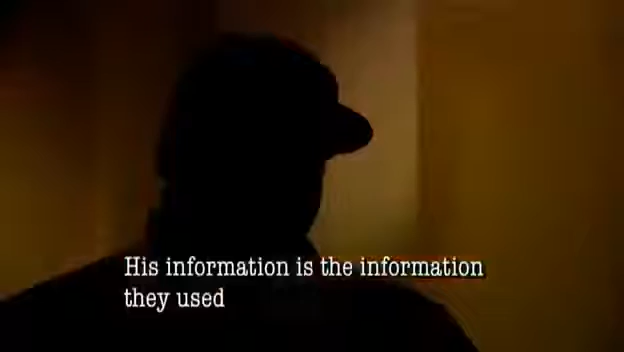 His information is the information
they used